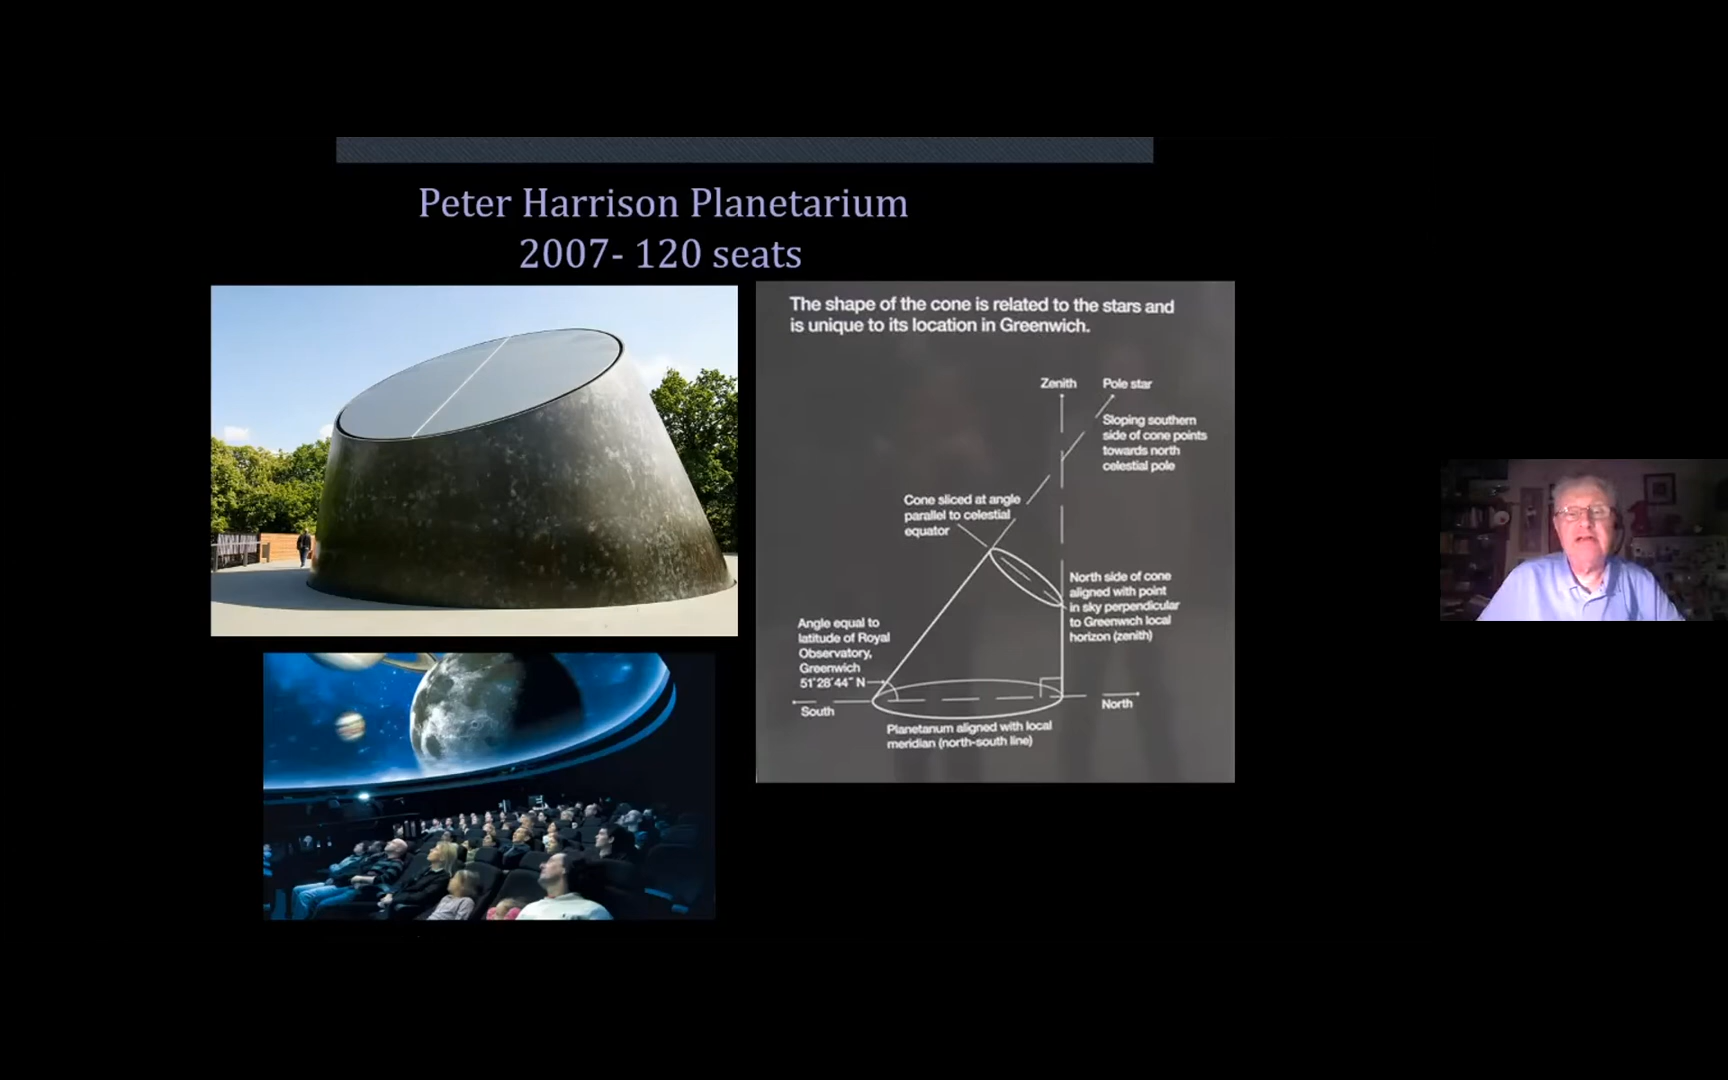 Peter Harrison Planetarium
2007- 120 seats
The shape of the cone is related to the stars and
is unique to its location in Greenwich.
Zenith
Pole star
Sloping southern
side of cone points
towards north
celestial pole
Cone sliced at angle
parallel to celestial
equator
North side of cone
aligned with point
in sky perpendicular
to Greenwich local
horizon (zenith)
Angle equal to
latitude of Royal
Observatory,
Greenwich
51°28'44" N
South
North
Planetarium aligned with local
meridian (north-south line)